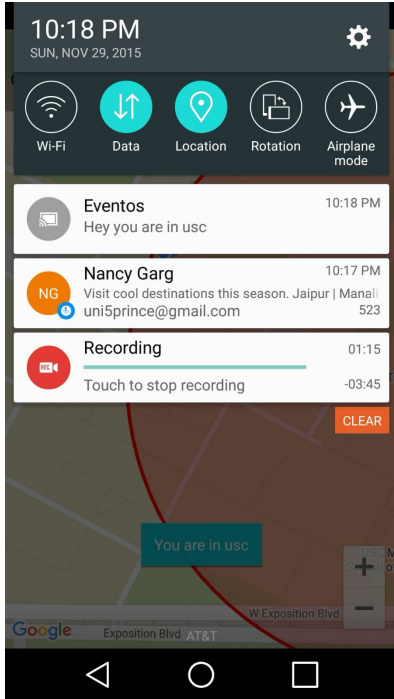 10:18 PM
SUN, NOV 29, 2015
Wi-Fi
Data
Location
Rotation
Airplane
mode
Eventos
10:18 PM
Hey you are in usc
NG
Nancy Garg
10:17 PM
Visit cool destinations this season. Jaipur | Manali
uni5prince@gmail.com
523
REC
Recording
01:15
Touch to stop recording
-03:45
CLEAR
You are in usc
USC
+
W Exposition Blvd
−
Google
Exposition Blvd
AT&T